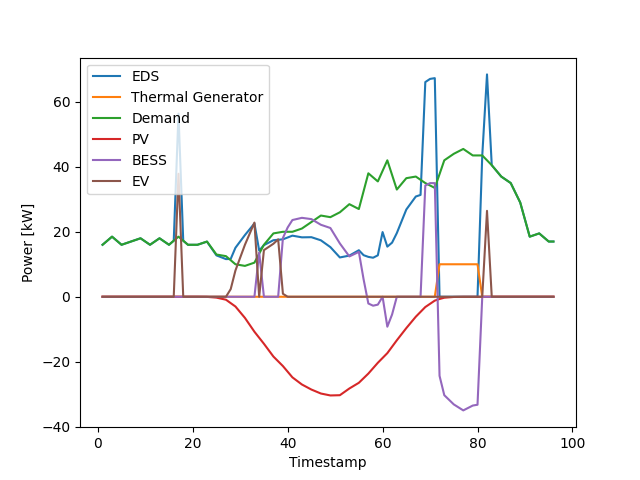 EDS
Thermal Generator
Demand
PV
BESS
EV
60
40
20
0
−20
−40
Power [kW]
0 20 40 60 80 100
Timestamp